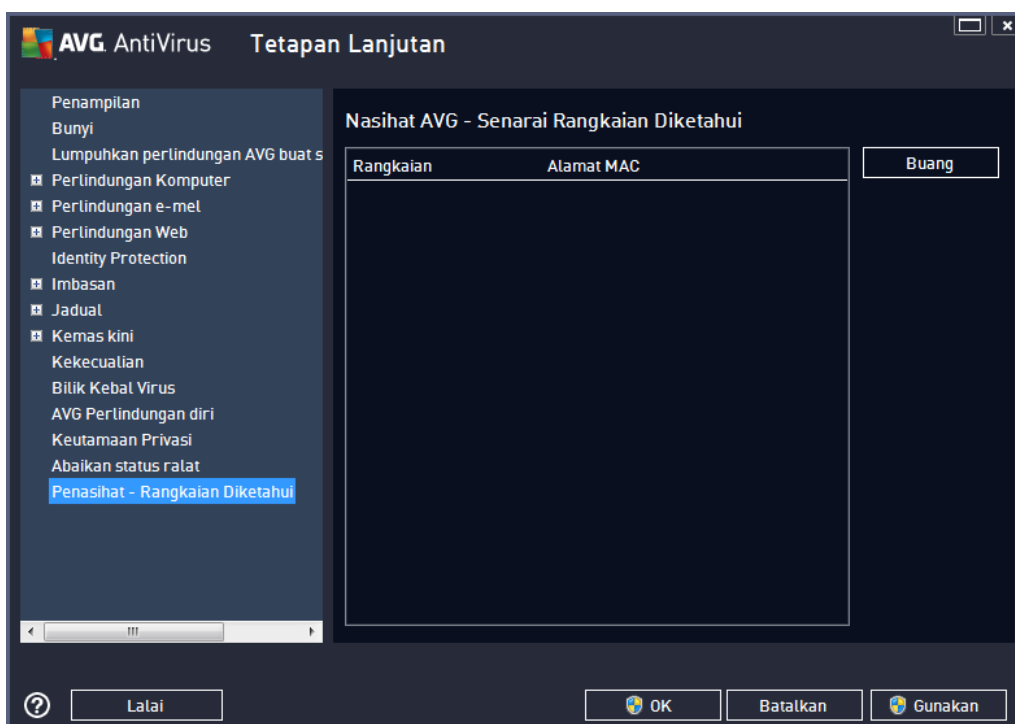 AVG. AntiVirus Tetapan Lanjutan
Penampilan
Bunyi
Lumpuhkan perlindungan AVG buat s
Perlindungan Komputer
Perlindungan e-mel
Perlindungan Web
Identity Protection
Imbasan
Jadual
Kemas kini
Kekecualian
Bilik Kebal Virus
AVG Perlindungan diri
Keutamaan Privasi
Abaikan status ralat
Penasihat - Rangkaian Diketahui
Nasihat AVG - Senarai Rangkaian Diketahui
Rangkaian Alamat MAC
Buang
Lalai
OK
Batalkan
Gunakan